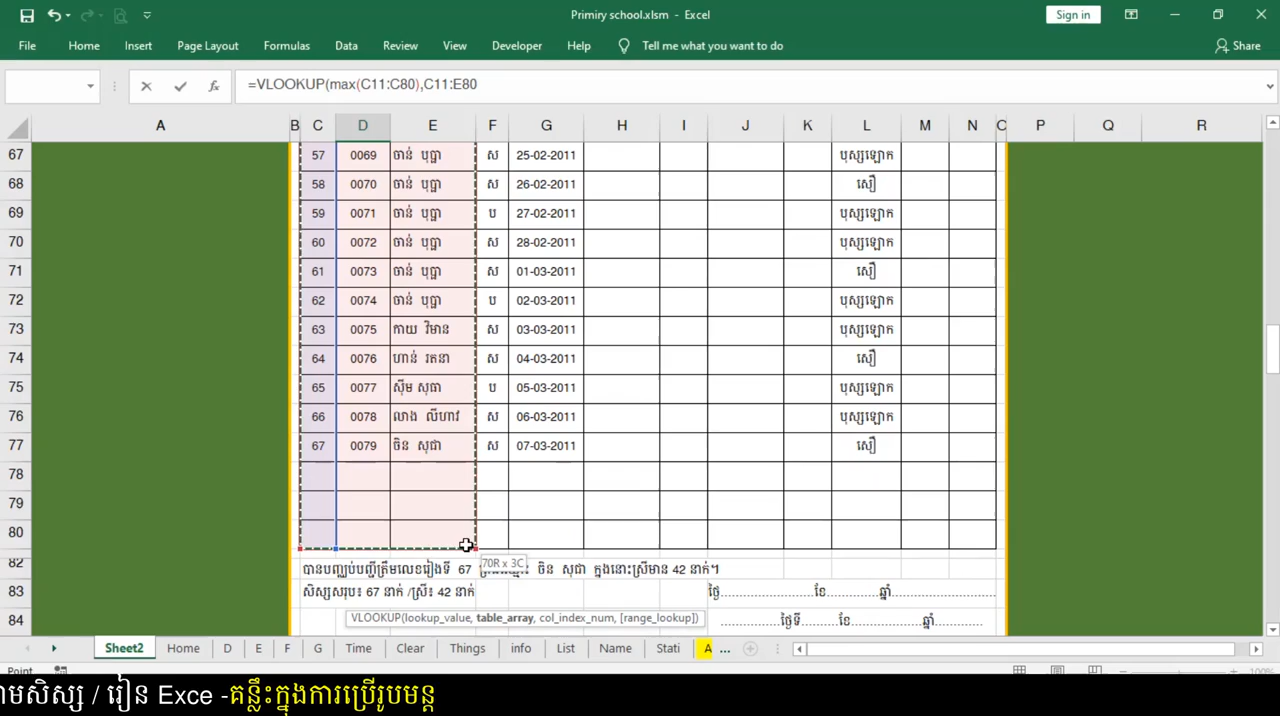 Primiry school.xlsm - Excel
Sign in
File Home Insert Page Layout Formulas Data Review View Developer Help Tell me what you want to do Share
=VLOOKUP(max(C11:C80),C11:E80
A B C D E F G H I J K L M N O P Q R
67 57 0069 ចាន់ បុប្ផា ស 25-02-2011 បុស្សឡោក
68 58 0070 ចាន់ បុប្ផា ស 26-02-2011 សឿ
69 59 0071 ចាន់ បុប្ផា ប 27-02-2011 បុស្សឡោក
70 60 0072 ចាន់ បុប្ផា ស 28-02-2011 បុស្សឡោក
71 61 0073 ចាន់ បុប្ផា ស 01-03-2011 សឿ
72 62 0074 ចាន់ បុប្ផា ប 02-03-2011 បុស្សឡោក
73 63 0075 កាយ វិមាន ស 03-03-2011 បុស្សឡោក
74 64 0076 ហាន់ រតនា ស 04-03-2011 សឿ
75 65 0077 ស៊ីម សុធា ប 05-03-2011 បុស្សឡោក
76 66 0078 លាង លីហាវ ស 06-03-2011 បុស្សឡោក
77 67 0079 ចិន សុជា ស 07-03-2011 សឿ
78
79
80
70R x 3C
82 បានបញ្ឈប់បញ្ជីត្រឹមលេខរៀងទី 67 ចិន សុជា ក្នុងនោះស្រីមាន 42 នាក់។
83 សិស្សសរុប៖ 67 នាក់ /ស្រី៖ 42 នាក់ ថ្ងៃ..................ខែ..............ឆ្នាំ..........................
VLOOKUP(lookup_value, table_array, col_index_num, [range_lookup])
84 ...............ថ្ងៃទី...........ខែ....................ឆ្នាំ..............
Sheet2 Home D E F G Time Clear Things info List Name Stati A ...
Point 100%
ាមសិស្ស / រៀន Exce -គន្លឹះក្នុងការប្រើរូបមន្ត